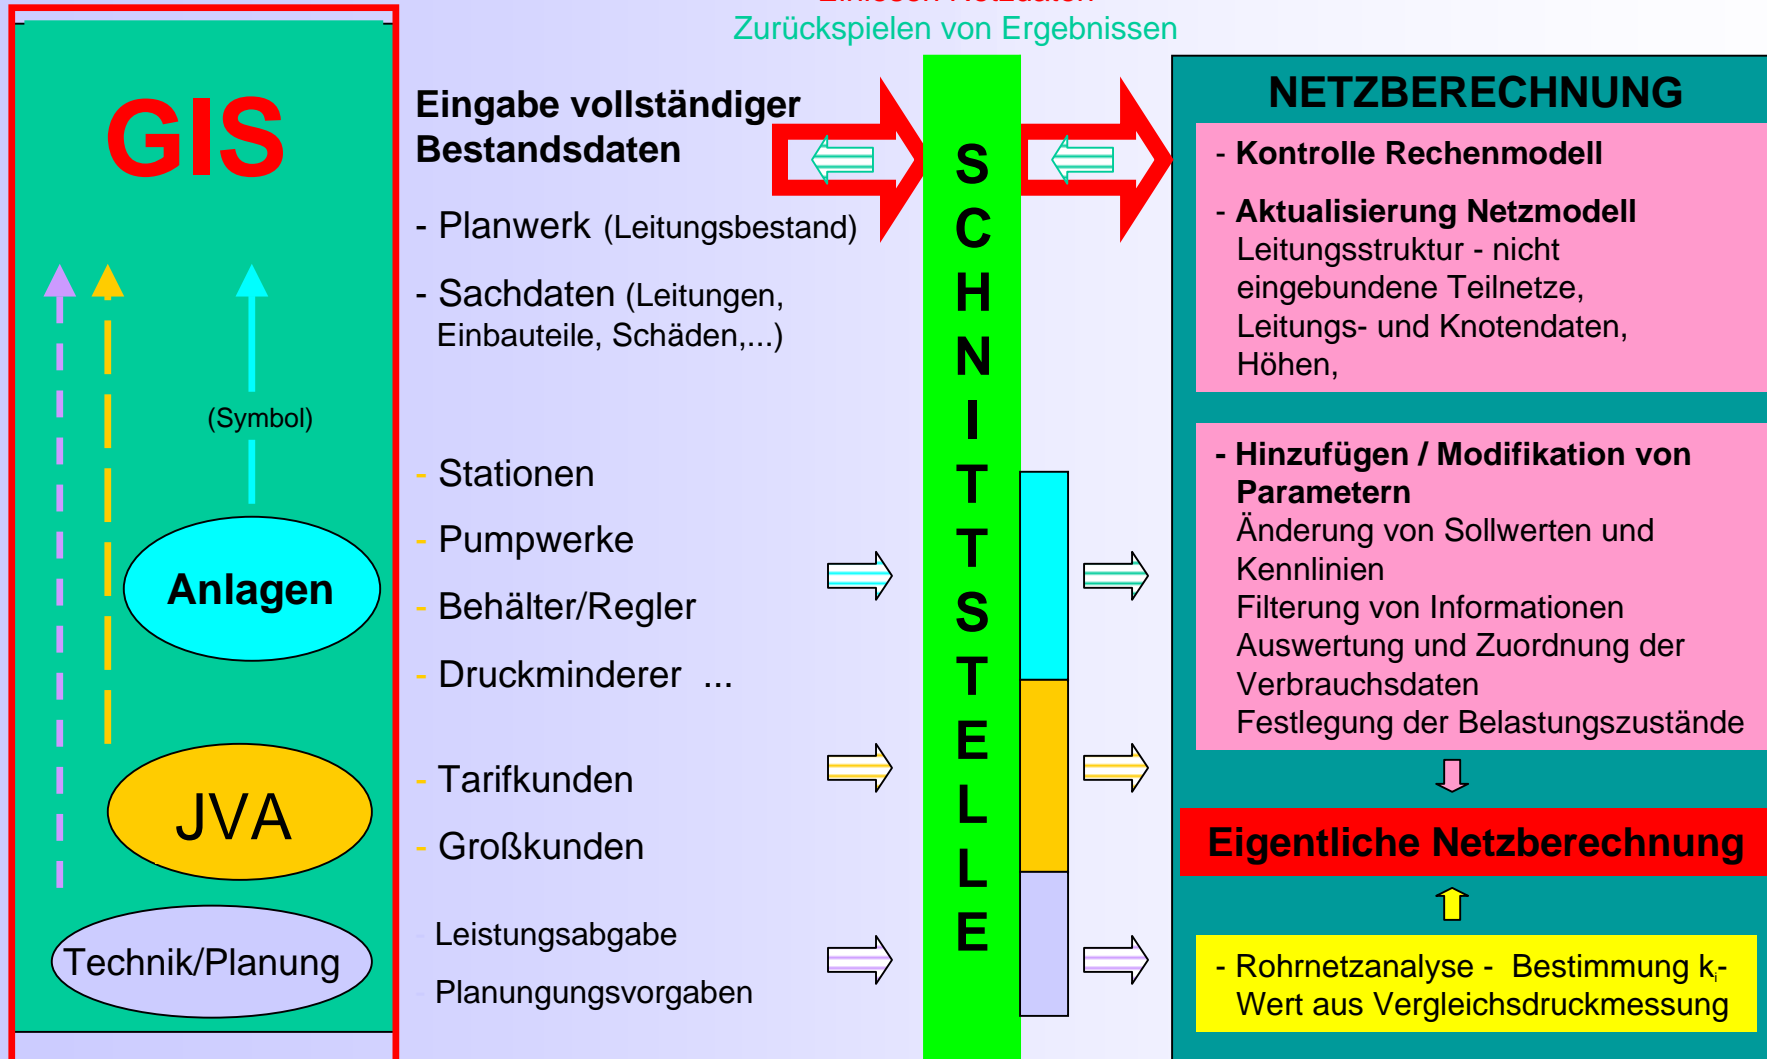 Einlesen Netzdaten
Zurückspielen von Ergebnissen
GIS
(Symbol)
Anlagen
JVA
Technik/Planung
Eingabe vollständiger
Bestandsdaten
- Planwerk (Leitungsbestand)
- Sachdaten (Leitungen,
Einbauteile, Schäden,...)
- Stationen
- Pumpwerke
- Behälter/Regler
- Druckminderer ...
- Tarifkunden
- Großkunden
- Leistungsabgabe
- Planungungsvorgaben
SCHNITTSTELLE
NETZBERECHNUNG
- Kontrolle Rechenmodell
- Aktualisierung Netzmodell
Leitungsstruktur - nicht
eingebundene Teilnetze,
Leitungs- und Knotendaten,
Höhen,
- Hinzufügen / Modifikation von
Parametern
Änderung von Sollwerten und
Kennlinien
Filterung von Informationen
Auswertung und Zuordnung der
Verbrauchsdaten
Festlegung der Belastungszustände
Eigentliche Netzberechnung
- Rohrnetzanalyse - Bestimmung ki-
Wert aus Vergleichsdruckmessung